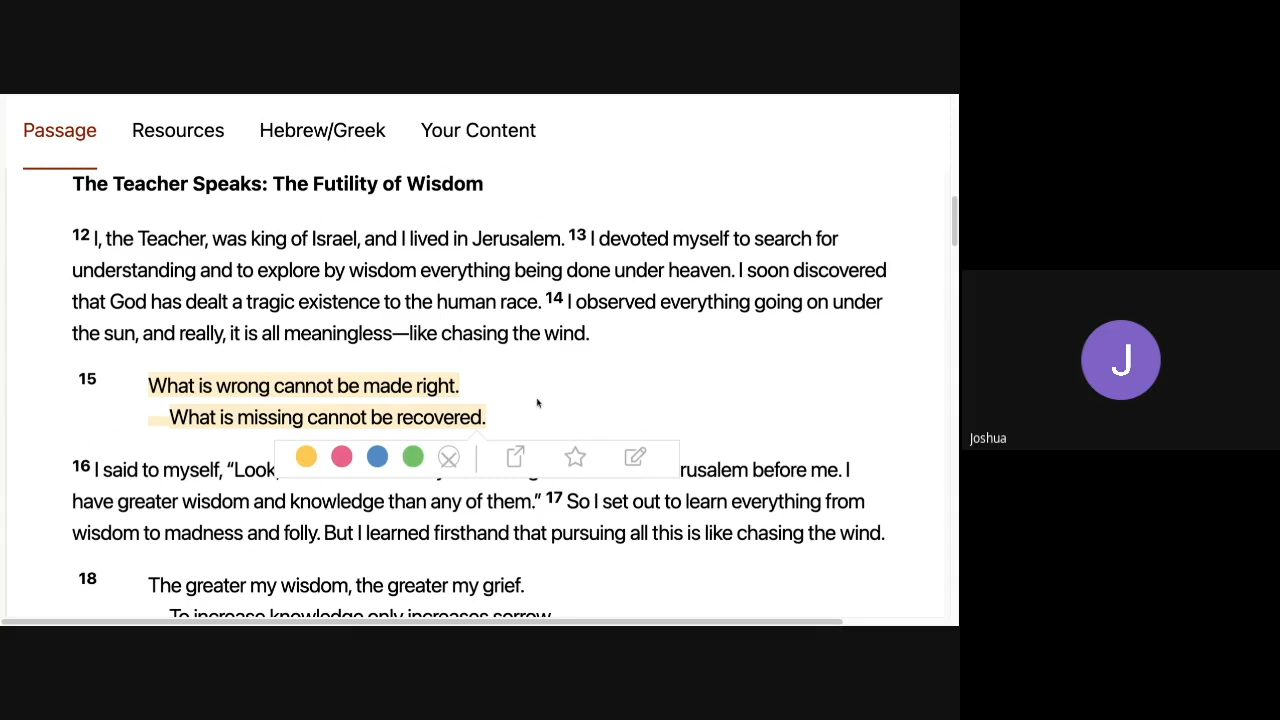 Passage Resources Hebrew/Greek Your Content
The Teacher Speaks: The Futility of Wisdom
12 I, the Teacher, was king of Israel, and I lived in Jerusalem. 13 I devoted myself to search for
understanding and to explore by wisdom everything being done under heaven. I soon discovered
that God has dealt a tragic existence to the human race. 14 I observed everything going on under
the sun, and really, it is all meaningless—like chasing the wind.
15 What is wrong cannot be made right.
What is missing cannot be recovered.
16 I said to myself, “Look, rusalem before me. I
have greater wisdom and knowledge than any of them.” 17 So I set out to learn everything from
wisdom to madness and folly. But I learned firsthand that pursuing all this is like chasing the wind.
18 The greater my wisdom, the greater my grief.
To increase knowledge only increases sorrow.
J
Joshua